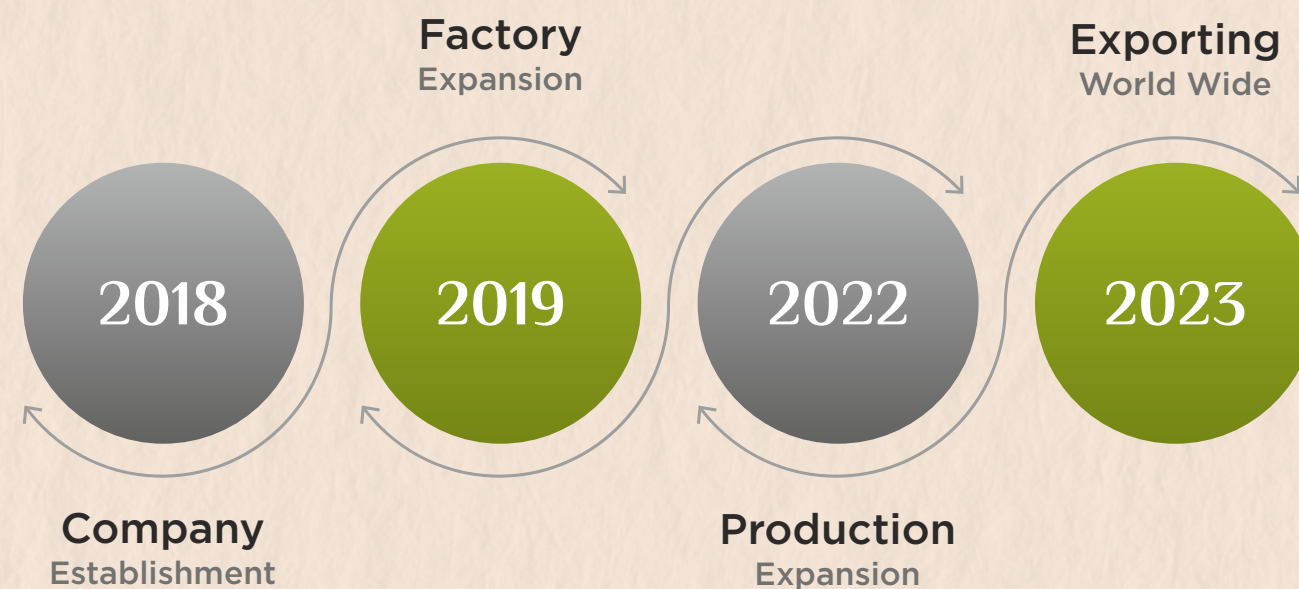 Factory
Expansion
Exporting
World Wide
2018
2019
2022
2023
Company
Establishment
Production
Expansion